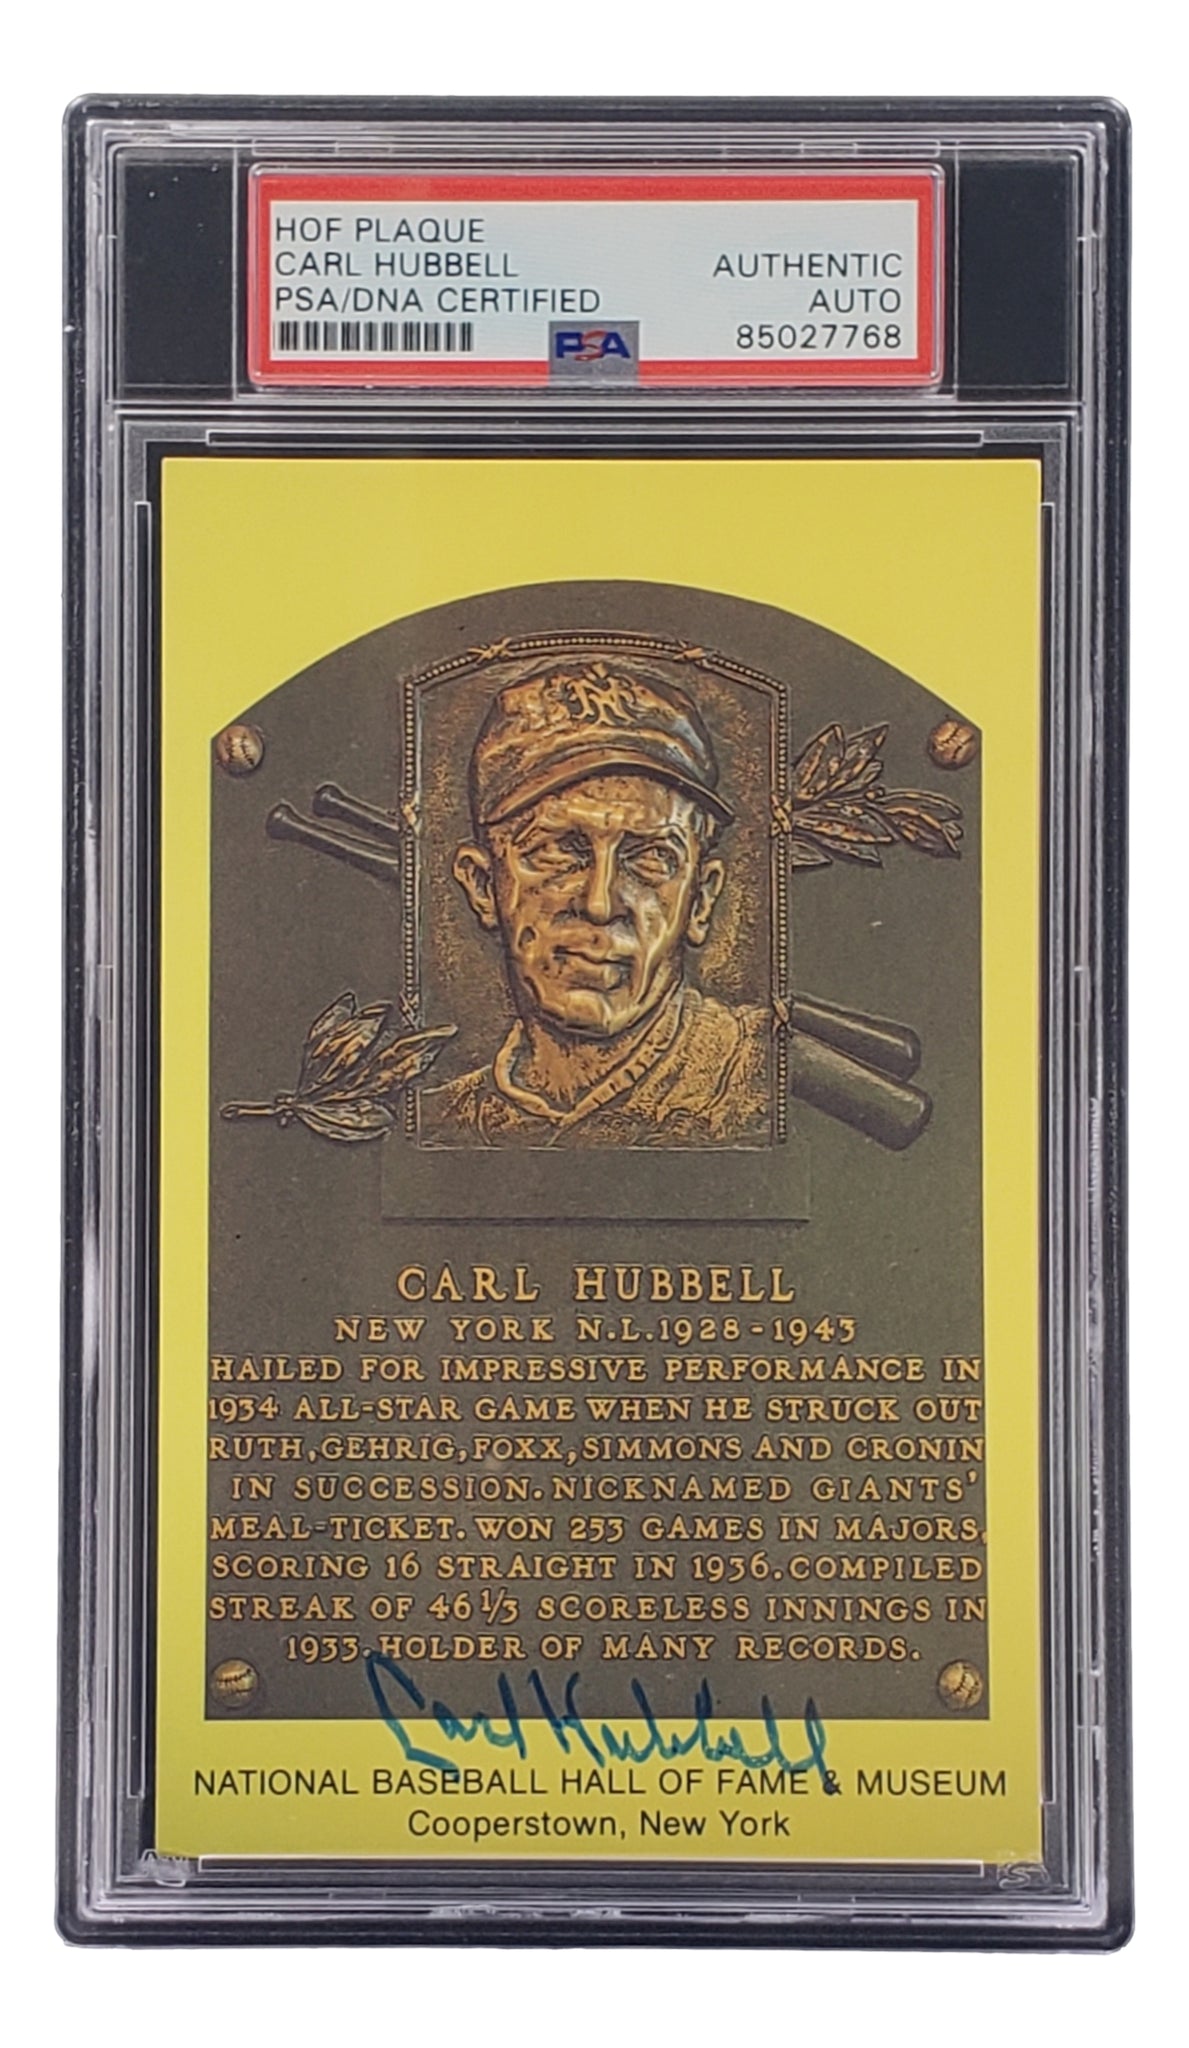 HOF PLAQUE
CARL HUBBELL
PSA/DNA CERTIFIED
AUTHENTIC
AUTO
85027768
PSA
NY
CARL HUBBELL
NEW YORK N.L.1928-1943
HAILED FOR IMPRESSIVE PERFORMANCE IN
1934 ALL-STAR GAME WHEN HE STRUCK OUT
RUTH, GEHRIG, FOXX, SIMMONS AND CRONIN
IN SUCCESSION. NICKNAMED GIANTS'
MEAL-TICKET. WON 253 GAMES IN MAJORS,
SCORING 16 STRAIGHT IN 1936. COMPILED
STREAK OF 46 1/3 SCORELESS INNINGS IN
1933. HOLDER OF MANY RECORDS.
Carl Hubbell
NATIONAL BASEBALL HALL OF FAME & MUSEUM
Cooperstown, New York